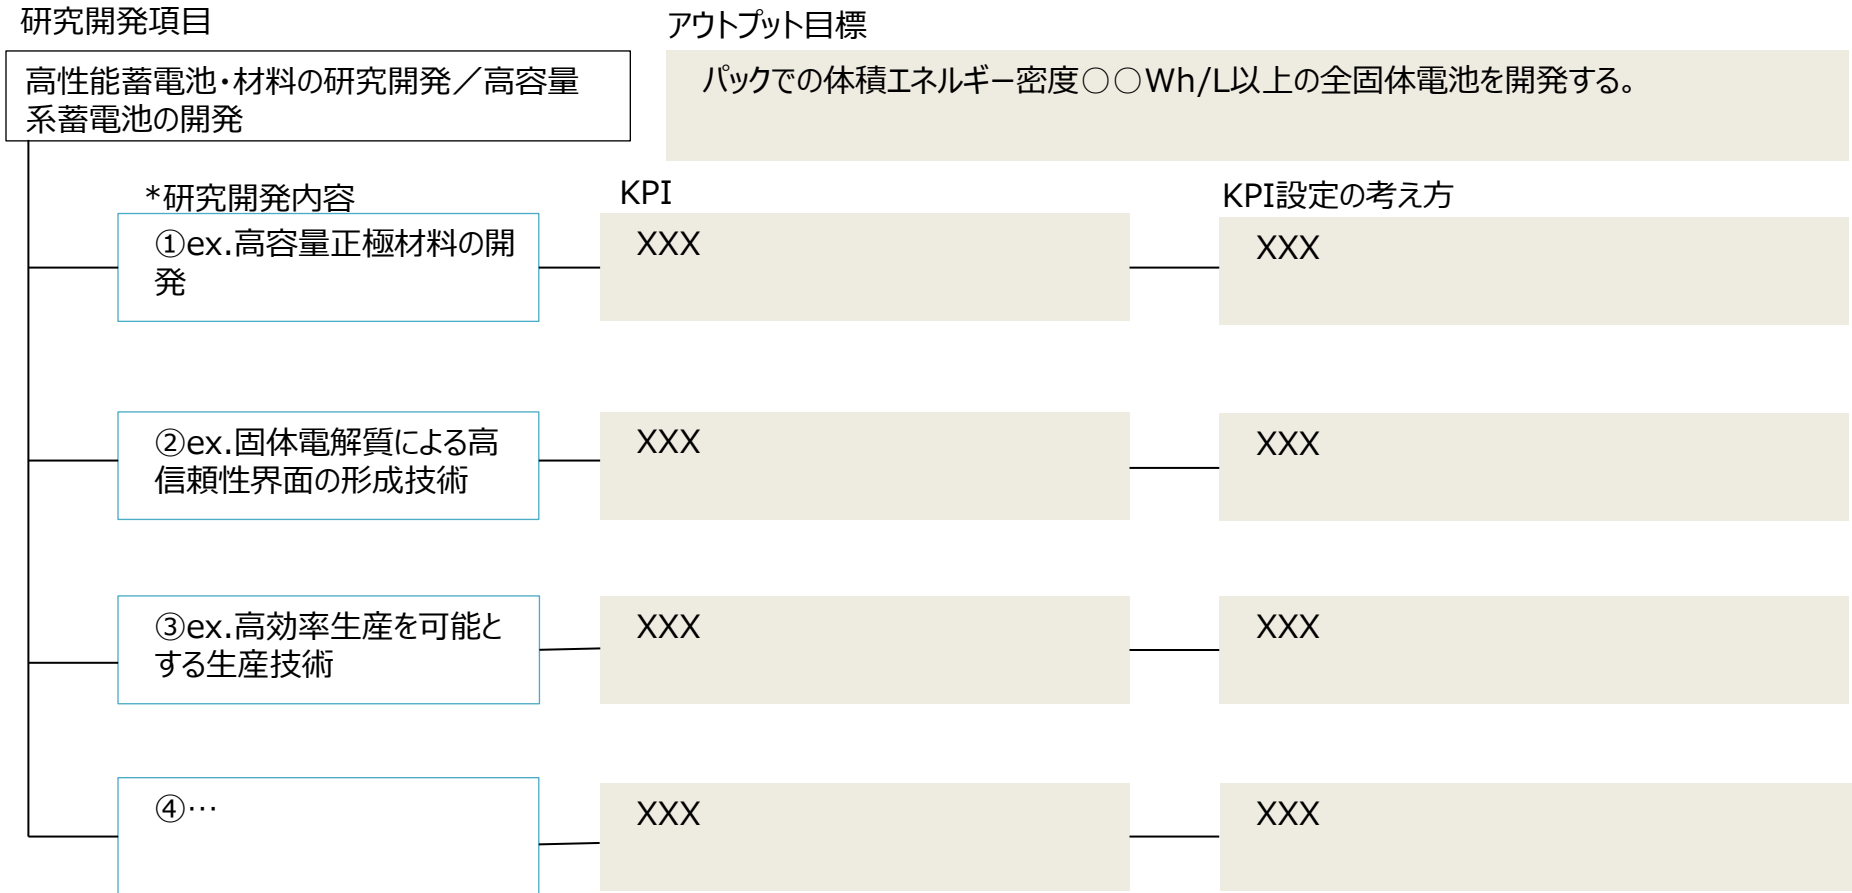 研究開発項目
アウトプット目標
高性能蓄電池・材料の研究開発／高容量
系蓄電池の開発
パックでの体積エネルギー密度○○Wh/L以上の全固体電池を開発する。
*研究開発内容
KPI
KPI設定の考え方
①ex.高容量正極材料の開
発
XXX
XXX
②ex.固体電解質による高
信頼性界面の形成技術
XXX
XXX
③ex.高効率生産を可能と
する生産技術
XXX
XXX
④…
XXX
XXX